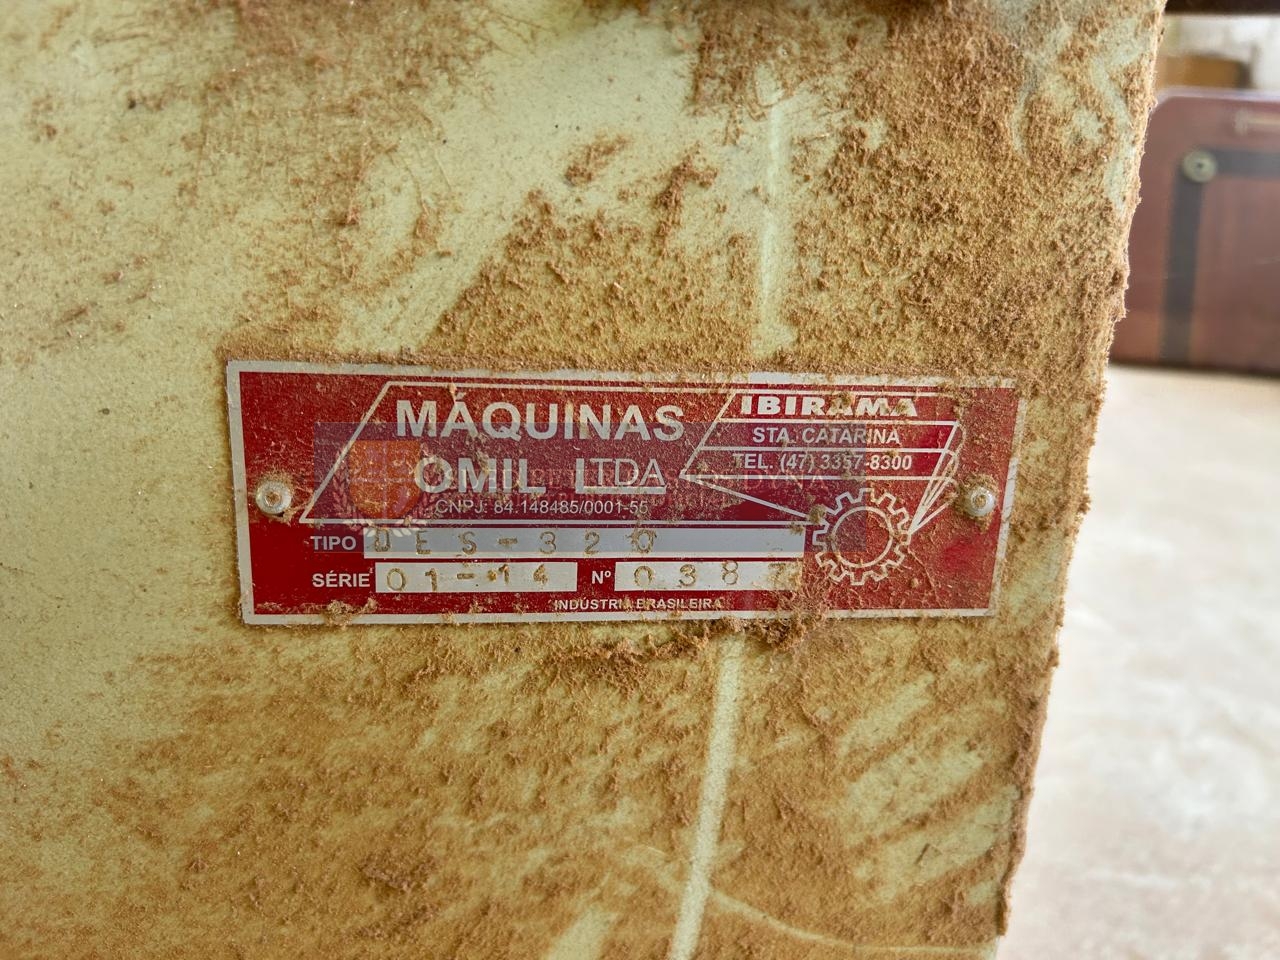 MÁQUINAS
OMIL LTDA
CNPJ: 84.148485/0001-55
IBIRAMA
STA. CATARINA
TEL. (47) 3357-8300
TIPO DES-320
SÉRIE 01-14 Nº 0387
INDÚSTRIA BRASILEIRA